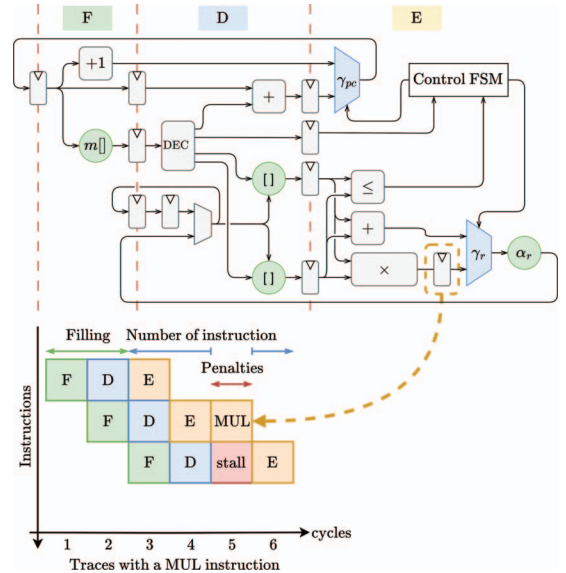 F D E
+1
γpc
Control FSM
+
m[]
DEC
[ ]
≤
+
γr
αr
×
[ ]
Filling
Number of instruction
Penalties
F D E
F D E MUL
F D stall E
Instructions
cycles
1 2 3 4 5 6
Traces with a MUL instruction